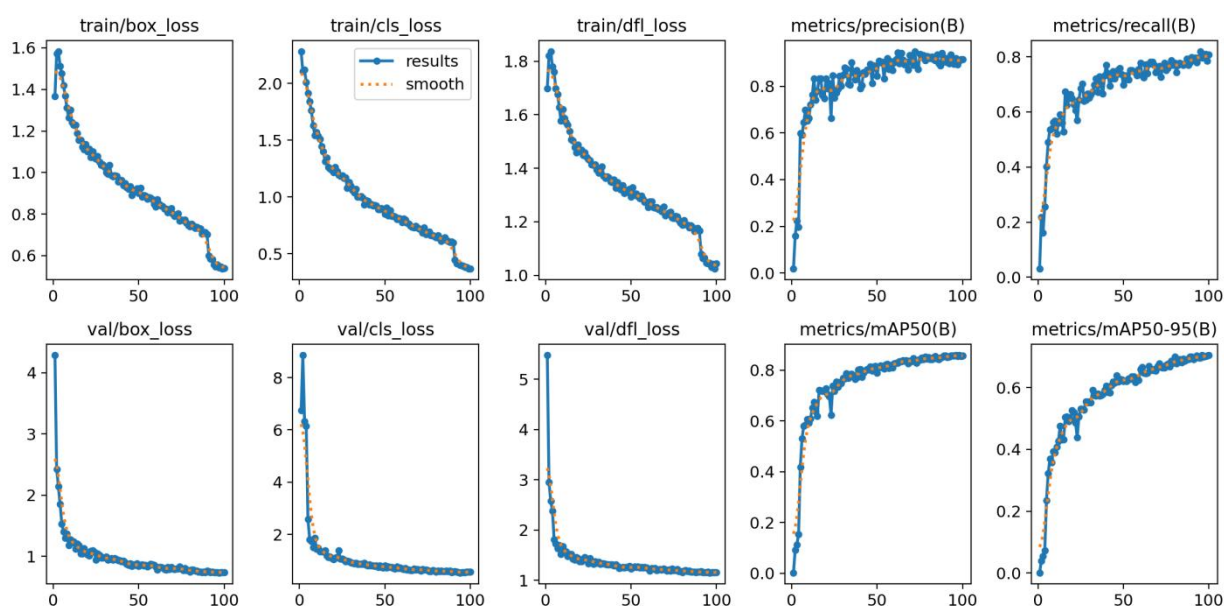 train/box_loss
train/cls_loss
train/dfl_loss
metrics/precision(B)
metrics/recall(B)
1.6
1.4
1.2
1.0
0.8
0.6
0 50 100
results
smooth
2.0
1.5
1.0
0.5
0 50 100
1.8
1.6
1.4
1.2
1.0
0 50 100
0.8
0.6
0.4
0.2
0.0
0 50 100
0.8
0.6
0.4
0.2
0.0
0 50 100
val/box_loss
val/cls_loss
val/dfl_loss
metrics/mAP50(B)
metrics/mAP50-95(B)
4
3
2
1
0 50 100
8
6
4
2
0 50 100
5
4
3
2
1
0 50 100
0.8
0.6
0.4
0.2
0.0
0 50 100
0.6
0.4
0.2
0.0
0 50 100